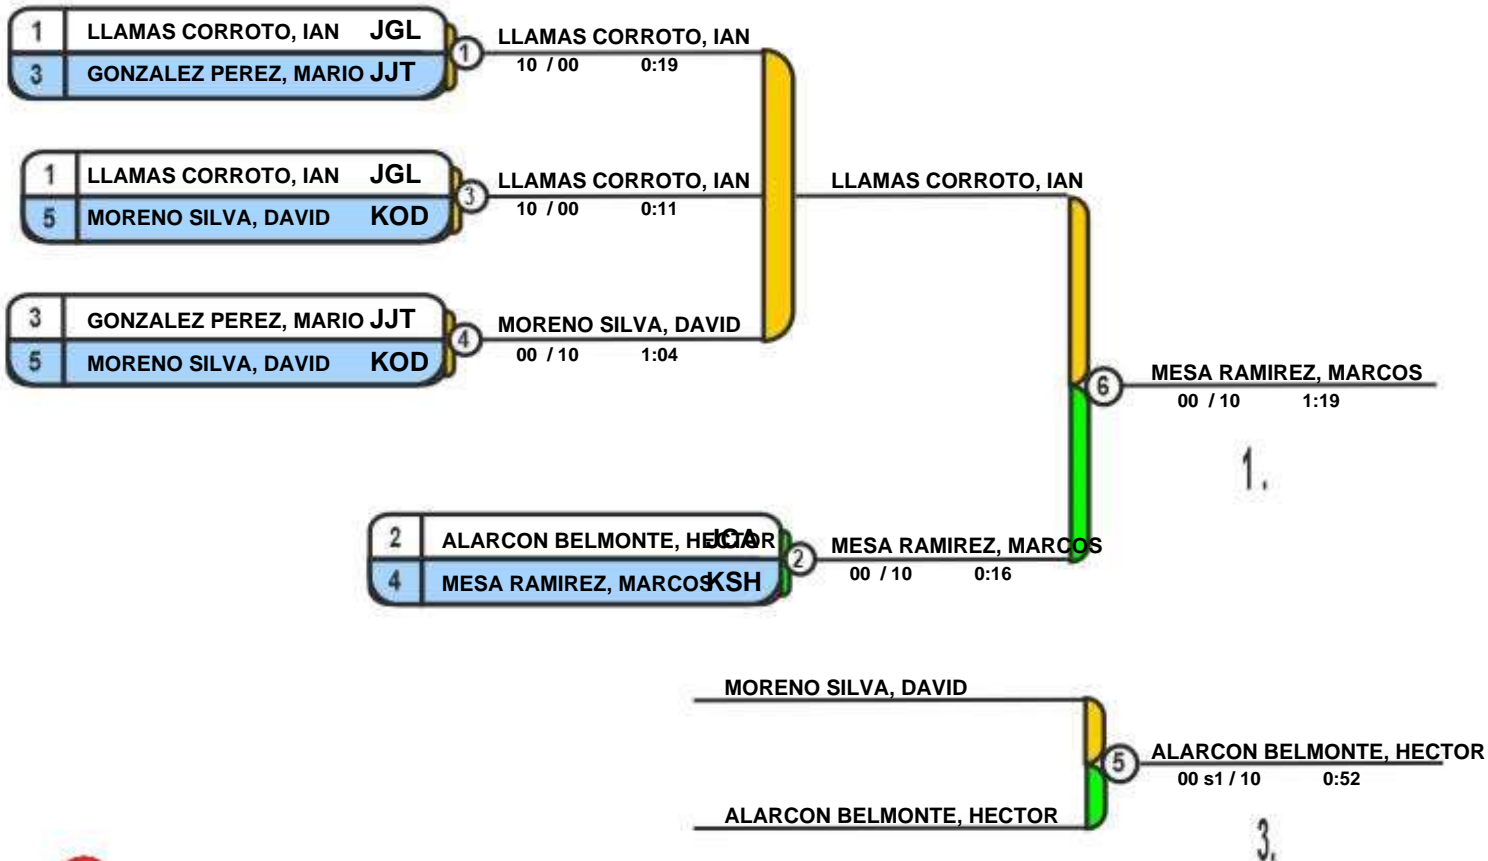 1 LLAMAS CORROTO, IAN JGL
3 GONZALEZ PEREZ, MARIO JJT
1 LLAMAS CORROTO, IAN
10 / 00 0:19
1 LLAMAS CORROTO, IAN JGL
5 MORENO SILVA, DAVID KOD
3 LLAMAS CORROTO, IAN
10 / 00 0:11
LLAMAS CORROTO, IAN
3 GONZALEZ PEREZ, MARIO JJT
5 MORENO SILVA, DAVID KOD
4 MORENO SILVA, DAVID
00 / 10 1:04
6 MESA RAMIREZ, MARCOS
00 / 10 1:19
1.
2 ALARCON BELMONTE, HECTOR
4 MESA RAMIREZ, MARCOS KSH
2 MESA RAMIREZ, MARCOS
00 / 10 0:16
MORENO SILVA, DAVID
5 ALARCON BELMONTE, HECTOR
00 s1 / 10 0:52
ALARCON BELMONTE, HECTOR
3.